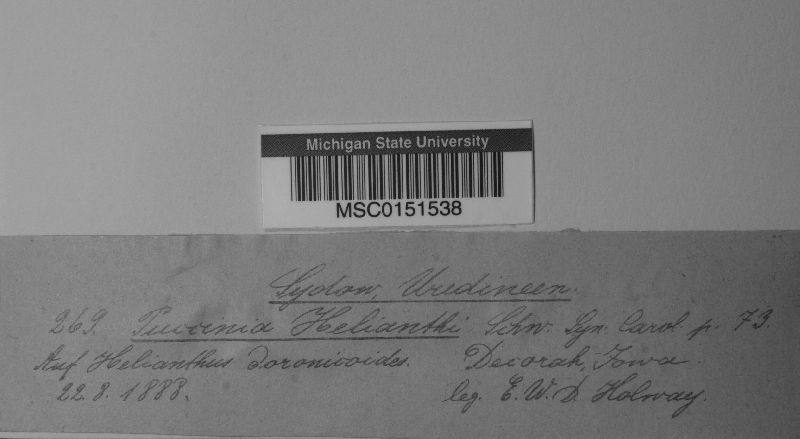 Michigan State University
MSC0151538
Sydow, Uredineen.
269. Puccinia Helianthi Schw. Syn. Carol. p. 73.
Auf Helianthus doronicoides. Decorah, Iowa.
22.8.1888. leg. E. W. D. Holway.